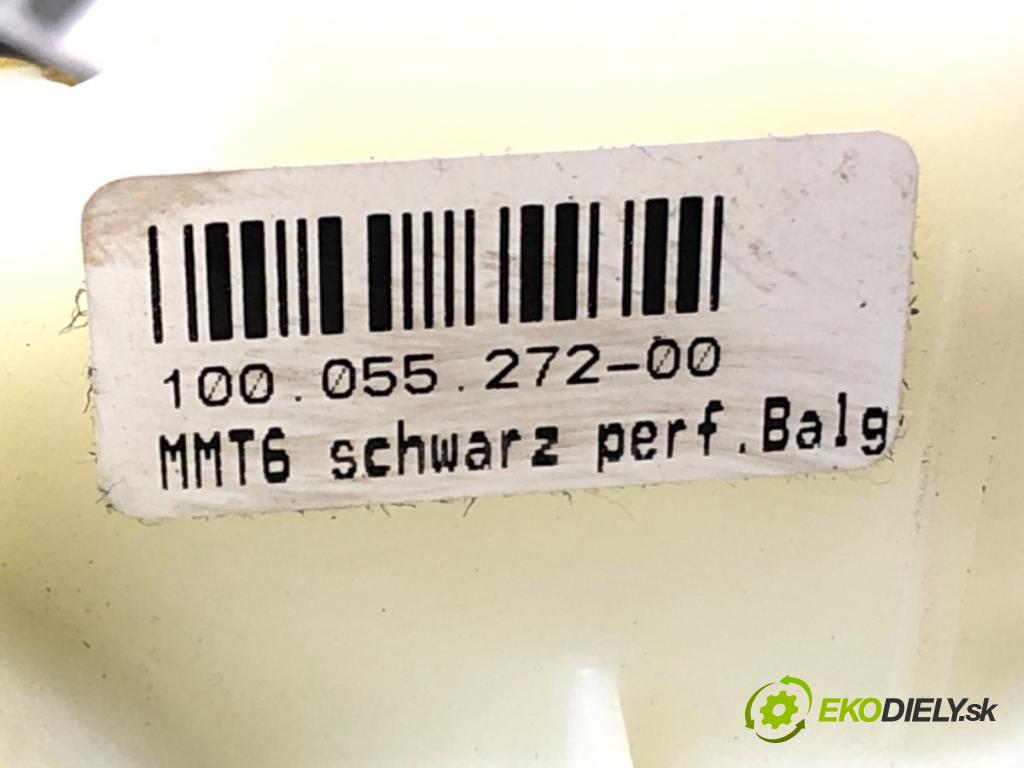 100.055.272-00
MMT6 schwarz perf.Balg
EKODIELY.sk